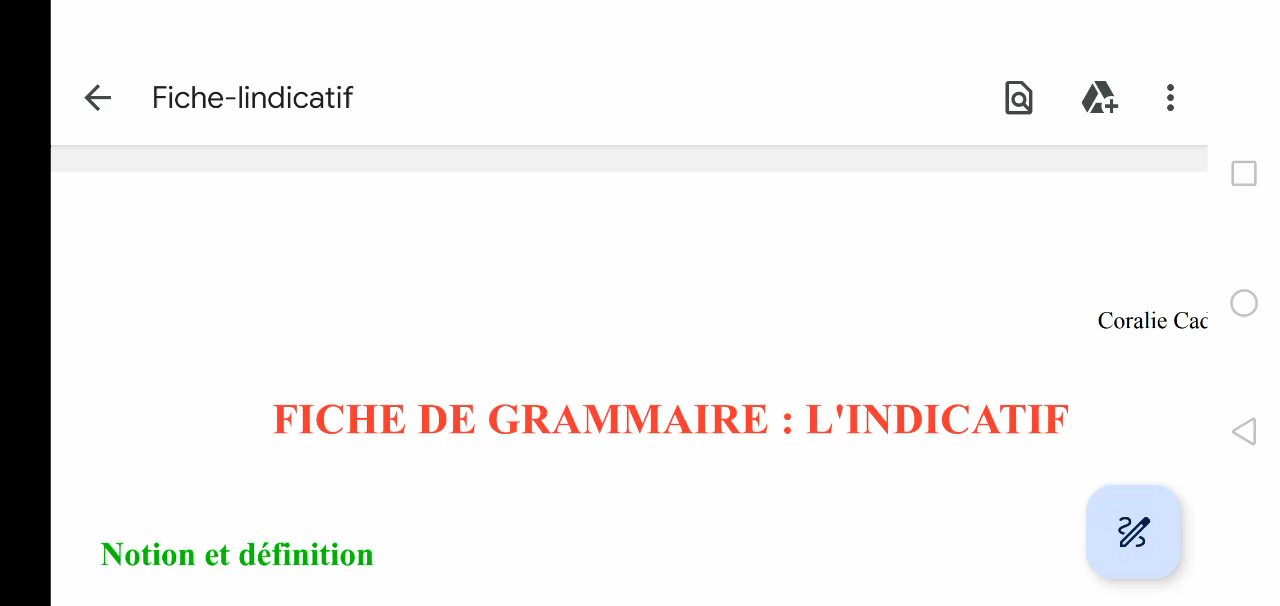 Fiche-lindicatif
Coralie
FICHE DE GRAMMAIRE : L'INDICATIF
Notion et définition